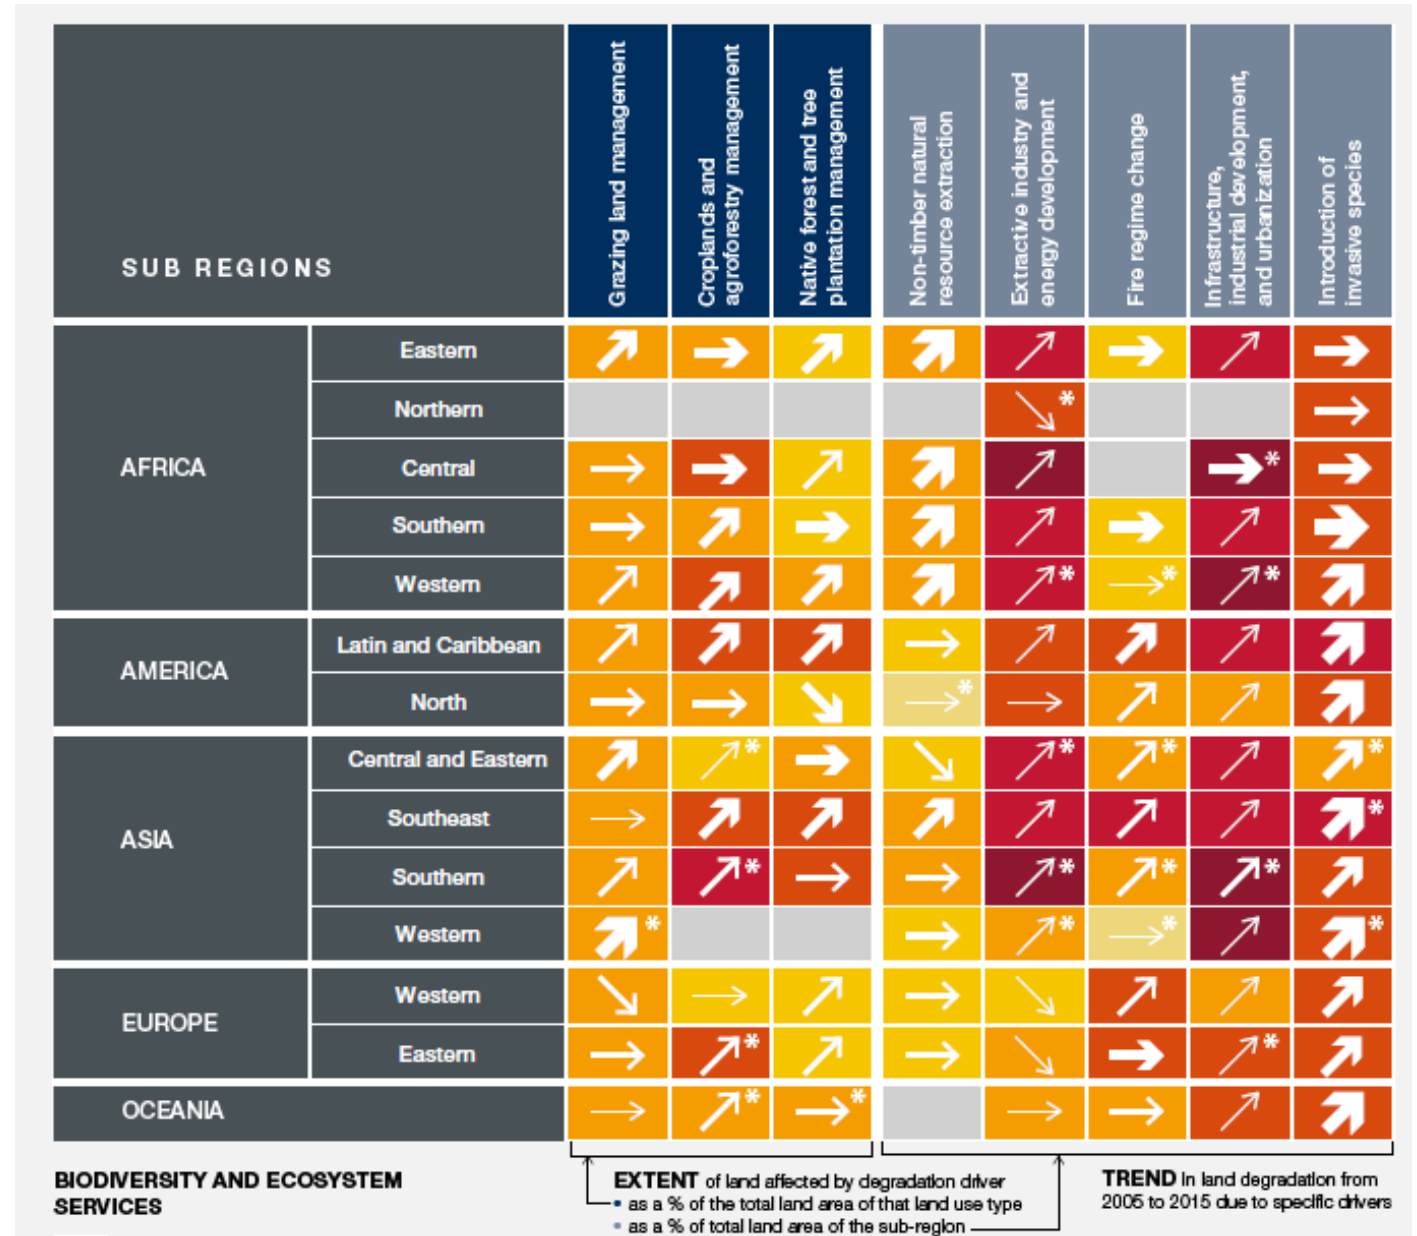 SUB REGIONS
Grazing land management
Croplands and
agroforestry management
Native forest and tree
plantation management
Non-timber natural
resource extraction
Extractive industry and
energy development
Fire regime change
Infrastructure,
industrial development,
and urbanization
Introduction of
invasive species
AFRICA
Eastern
Northern
*
Central
*
Southern
Western
* * *
AMERICA
Latin and Caribbean
North
*
ASIA
Central and Eastern
* * * *
Southeast
*
Southern
* * * *
Western
* * * *
EUROPE
Western
Eastern
* *
OCEANIA
* *
BIODIVERSITY AND ECOSYSTEM
SERVICES
EXTENT of land affected by degradation driver
• as a % of the total land area of that land use type
• as a % of total land area of the sub-region
TREND in land degradation from
2005 to 2015 due to specific drivers